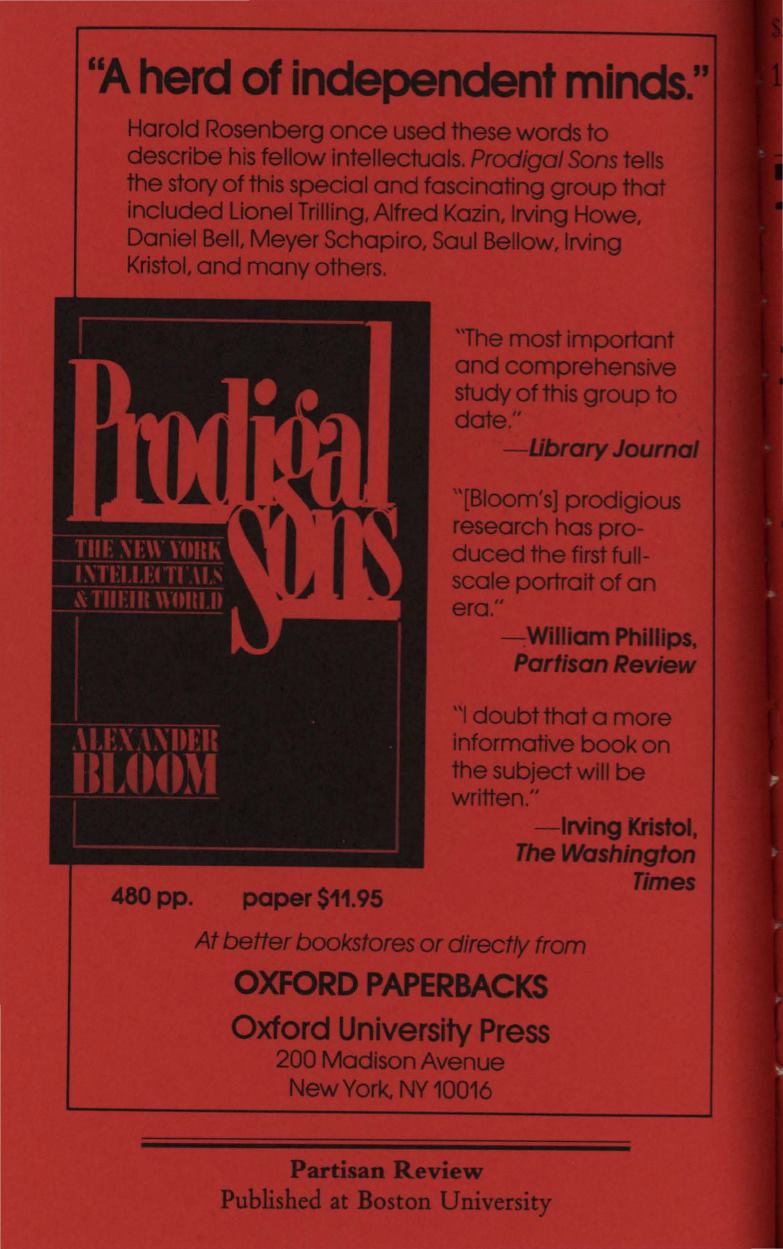 “A herd of independent minds.”
Harold Rosenberg once used these words to
describe his fellow intellectuals. Prodigal Sons tells
the story of this special and fascinating group that
included Lionel Trilling, Alfred Kazin, Irving Howe,
Daniel Bell, Meyer Schapiro, Saul Bellow, Irving
Kristol, and many others.
Prodigal
Sons
THE NEW YORK
INTELLECTUALS
& THEIR WORLD
ALEXANDER
BLOOM
“The most important
and comprehensive
study of this group to
date.”
—Library Journal
“[Bloom's] prodigious
research has pro-
duced the first full-
scale portrait of an
era.”
—William Phillips,
Partisan Review
“I doubt that a more
informative book on
the subject will be
written.”
—Irving Kristol,
The Washington
Times
480 pp. paper $11.95
At better bookstores or directly from
OXFORD PAPERBACKS
Oxford University Press
200 Madison Avenue
New York, NY 10016
Partisan Review
Published at Boston University